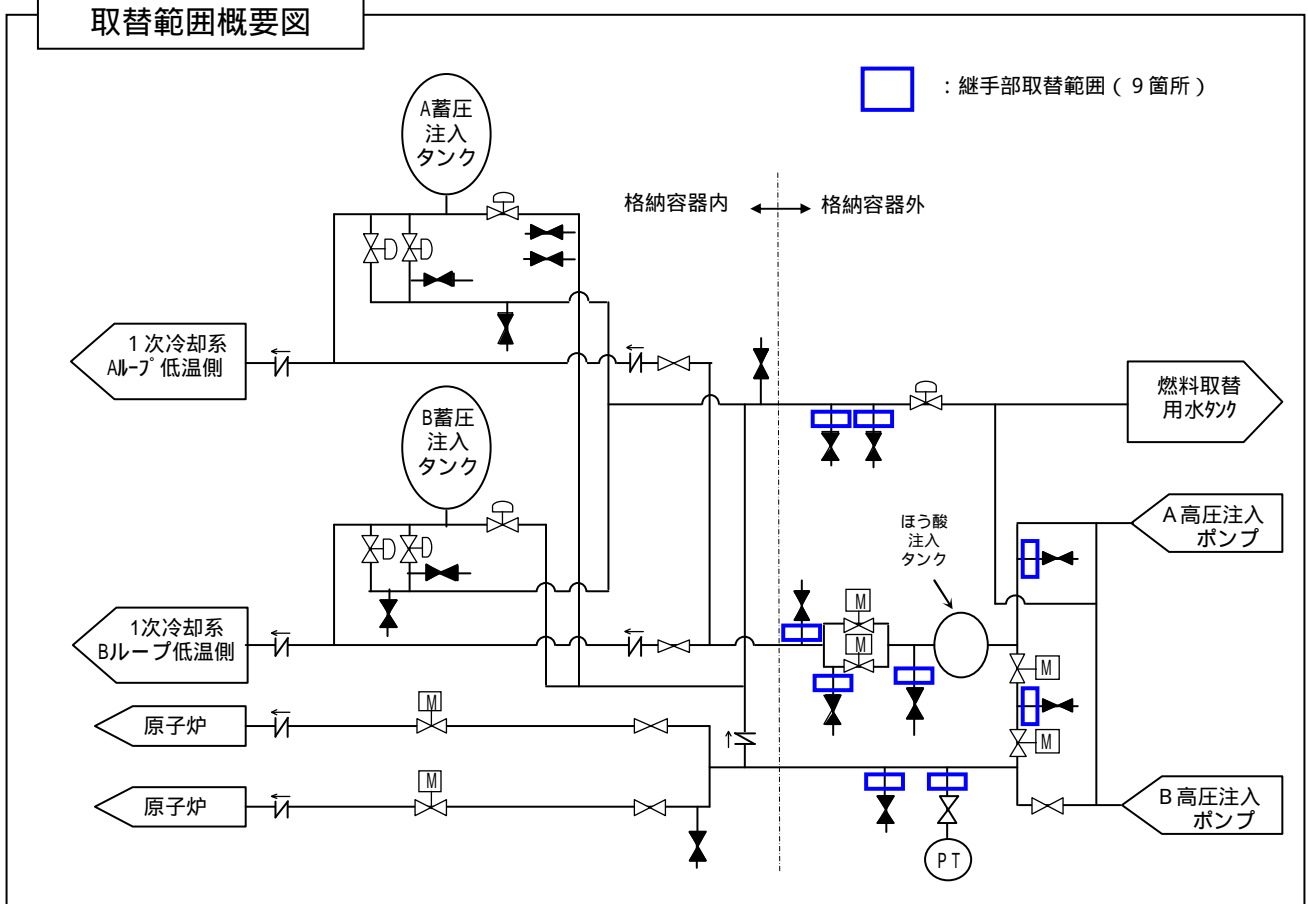 取替範囲概要図
：継手部取替範囲（９箇所）
A蓄圧
注入
タンク
格納容器内
格納容器外
D
D
１次冷却系
Aﾙｰﾌﾟ低温側
燃料取替
用水ﾀﾝｸ
B蓄圧
注入
タンク
D
D
ほう酸
注入
タンク
Ａ高圧注入
ポンプ
M
M
1次冷却系
Bループ低温側
M
M
原子炉
M
M
原子炉
Ｂ高圧注入
ポンプ
ＰＴ